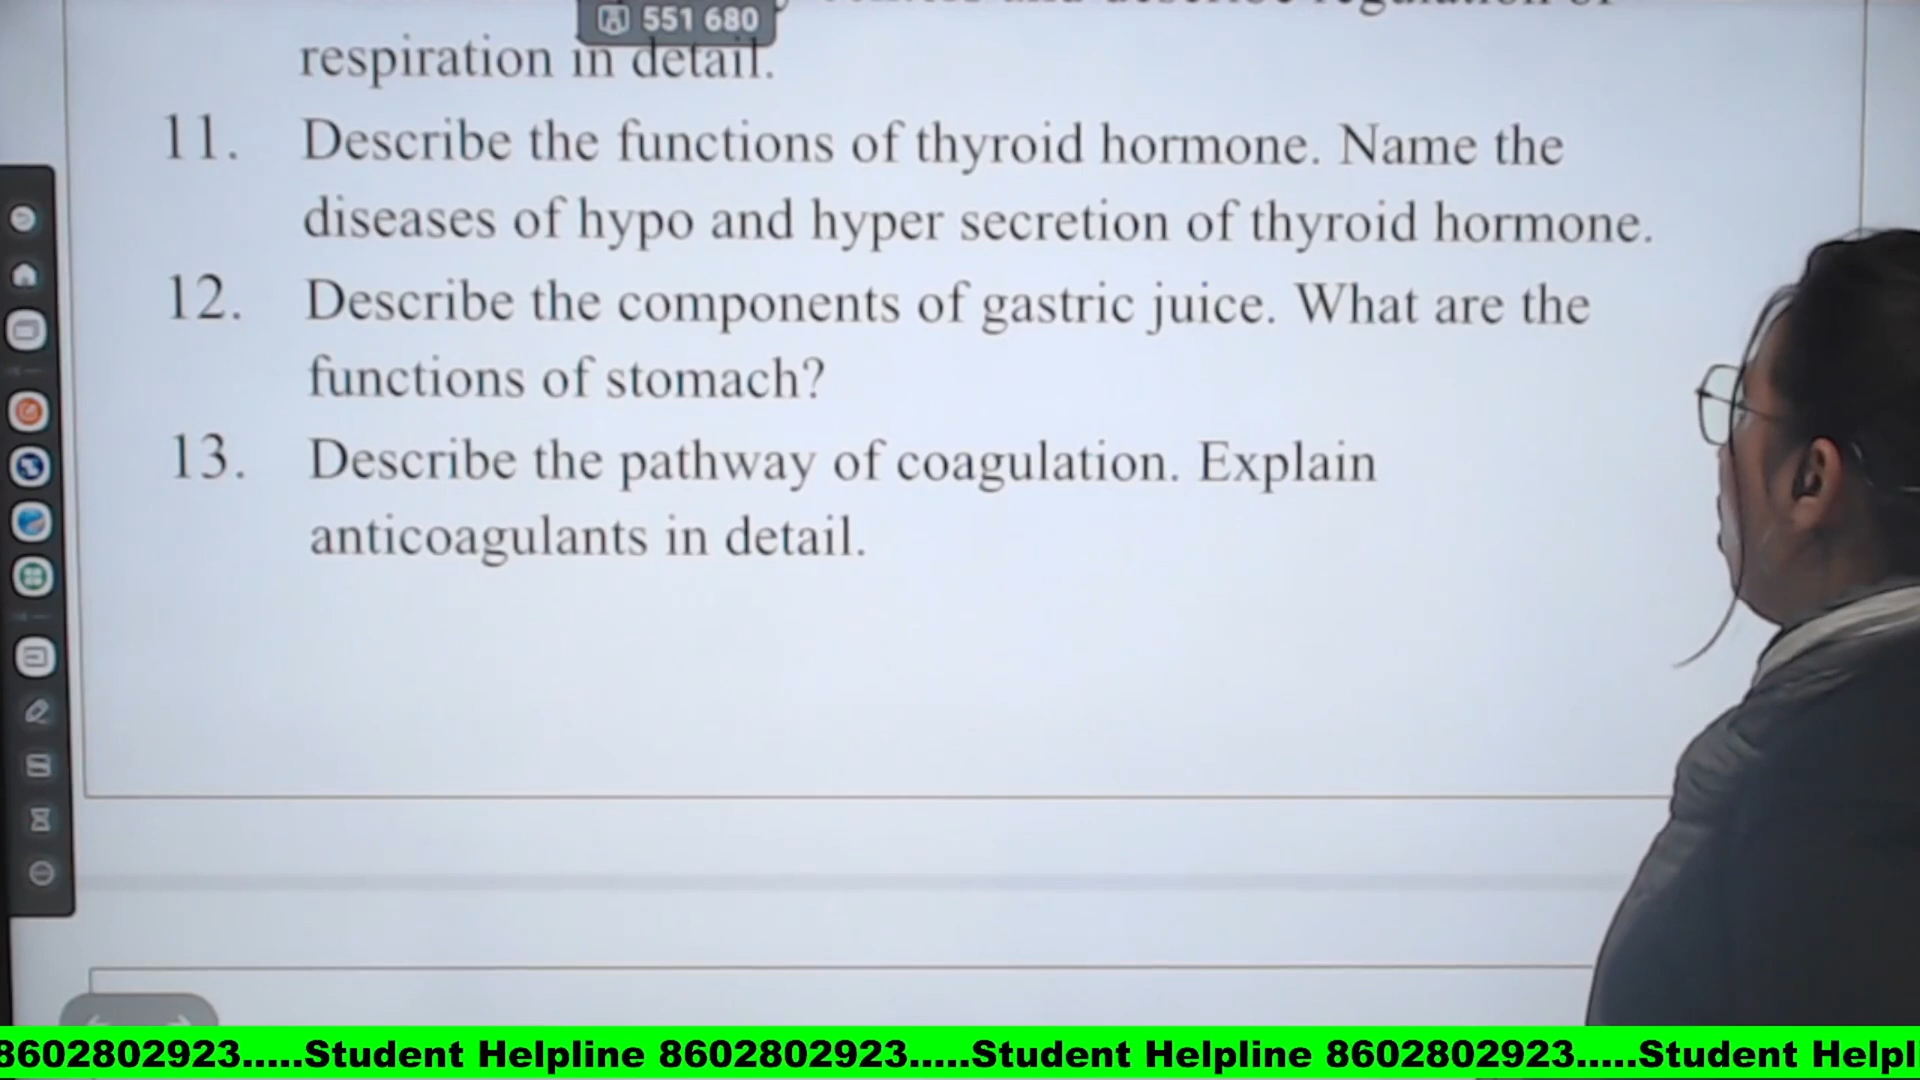 551 680
respiration in detail.
11. Describe the functions of thyroid hormone. Name the
diseases of hypo and hyper secretion of thyroid hormone.
12. Describe the components of gastric juice. What are the
functions of stomach?
13. Describe the pathway of coagulation. Explain
anticoagulants in detail.
8602802923.....Student Helpline 8602802923.....Student Helpline 8602802923.....Student Helpl